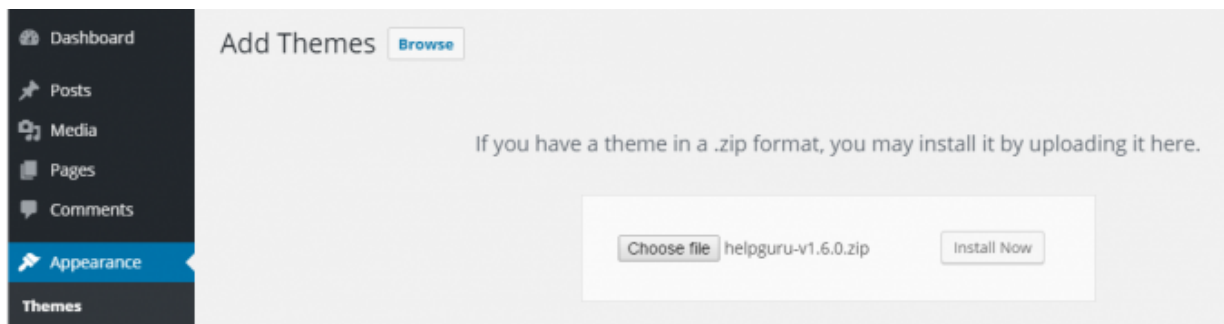 Dashboard
Posts
Media
Pages
Comments
Appearance
Themes
Add Themes Browse
If you have a theme in a .zip format, you may install it by uploading it here.
Choose file helpguru-v1.6.0.zip Install Now